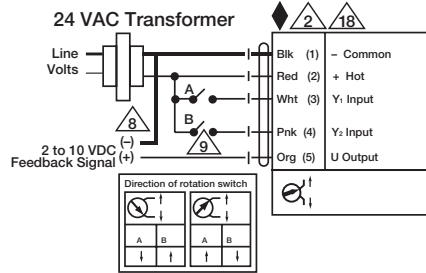 24 VAC Transformer
2 18
Line
Volts
Blk (1) – Common
Red (2) + Hot
A
Wht (3) Y1 Input
B
Pnk (4) Y2 Input
8
9
(–)
2 to 10 VDC
Feedback Signal (+)
Org (5) U Output
Direction of rotation switch
A B A B